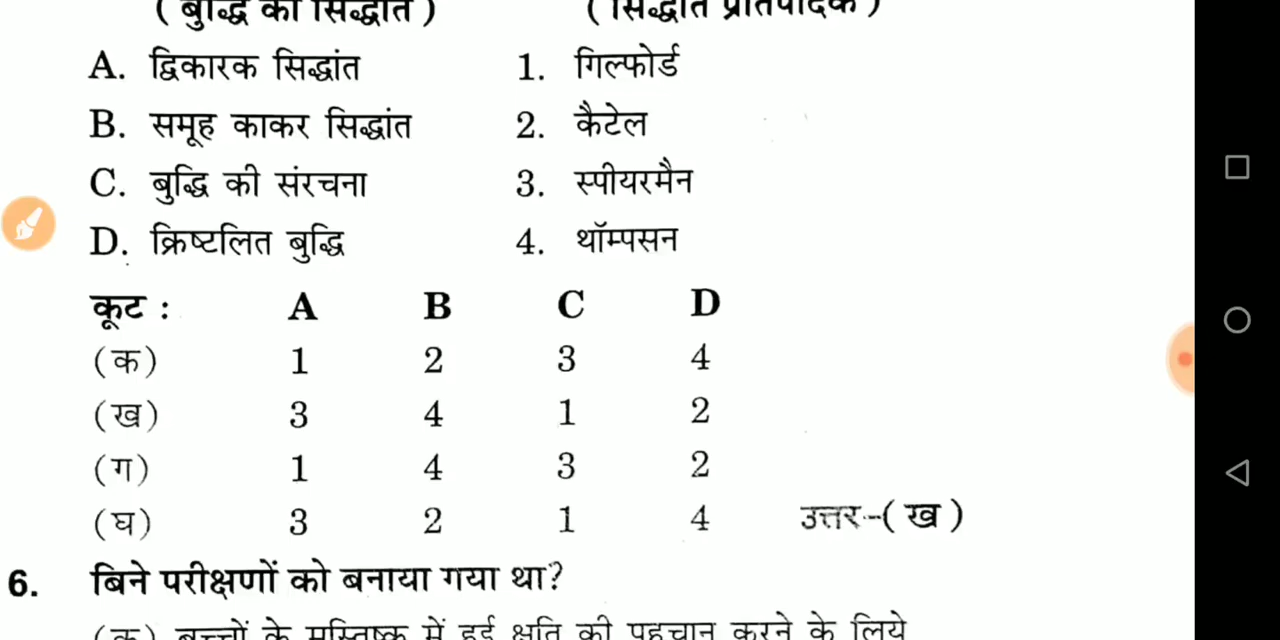 ( बुद्धि का सिद्धांत ) ( सिद्धांत प्रतिपादक )
A. द्विकारक सिद्धांत 1. गिल्फोर्ड
B. समूह काकर सिद्धांत 2. कैटेल
C. बुद्धि की संरचना 3. स्पीयरमैन
D. क्रिष्टलित बुद्धि 4. थॉम्पसन
कूट : A B C D
(क) 1 2 3 4
(ख) 3 4 1 2
(ग) 1 4 3 2
(घ) 3 2 1 4 उत्तर-(ख)
6. बिने परीक्षणों को बनाया गया था?
(क) बच्चों के मस्तिष्क में हुई क्षति की पहचान करने के लिये